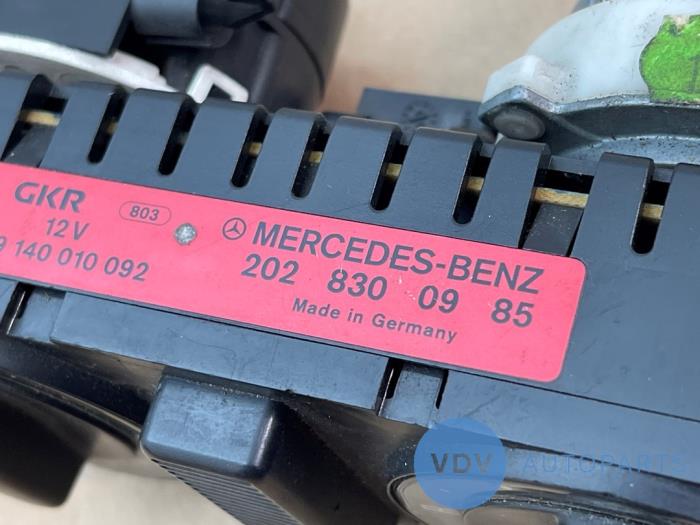 GKR
803
12V
9 140 010 092
MERCEDES-BENZ
202 830 09 85
Made in Germany
VDV AUTOPARTS